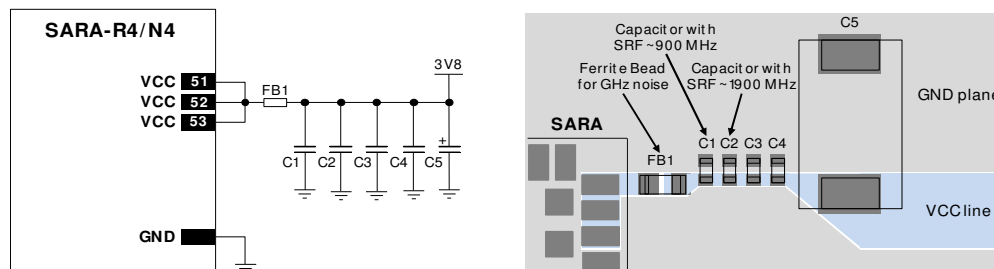 SARA-R4/N4
VCC 51
VCC 52
VCC 53
GND
FB1
3V8
+
C1 C2 C3 C4 C5
Capacitor with
SRF ~900 MHz
Ferrite Bead
for GHz noise
Capacitor with
SRF ~1900 MHz
SARA
FB1
C1 C2 C3 C4
C5
GND plane
VCC line